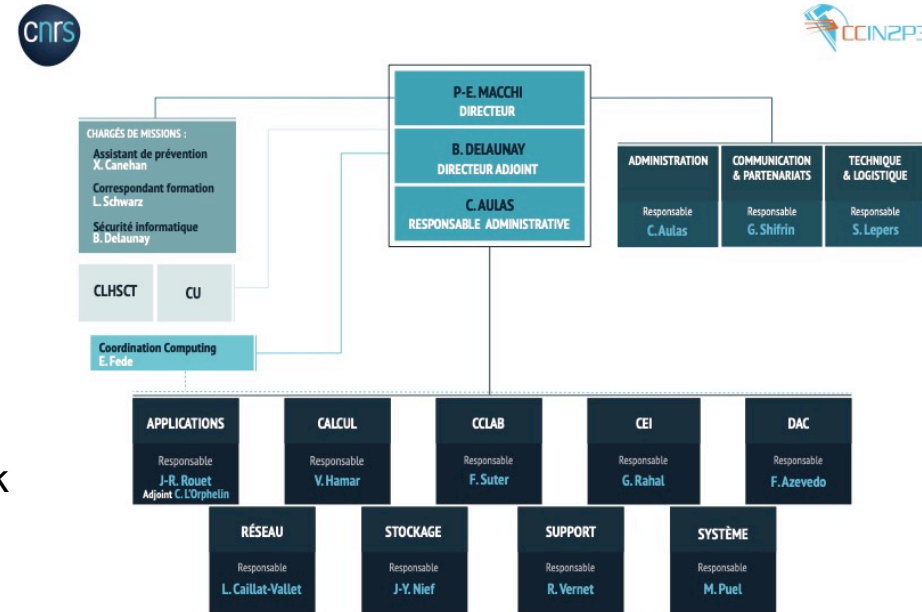 cnrs
CCIN2P3
P-E. MACCHI
DIRECTEUR
B. DELAUNAY
DIRECTEUR ADJOINT
C. AULAS
RESPONSABLE ADMINISTRATIVE
CHARGÉS DE MISSIONS :
Assistant de prévention
X. Canehan
Correspondant formation
L. Schwarz
Sécurité informatique
B. Delaunay
ADMINISTRATION
Responsable
C. Aulas
COMMUNICATION
& PARTENARIATS
Responsable
G. Shifrin
TECHNIQUE
& LOGISTIQUE
Responsable
S. Lepers
CLHSCT
CU
Coordination Computing
E. Fede
APPLICATIONS
Responsable
J-R. Rouet
Adjoint C. L'Orphelin
CALCUL
Responsable
V. Hamar
CCLAB
Responsable
F. Suter
CEI
Responsable
G. Rahal
DAC
Responsable
F. Azevedo
k
RÉSEAU
Responsable
L. Caillat-Vallet
STOCKAGE
Responsable
J-Y. Nief
SUPPORT
Responsable
R. Vernet
SYSTÈME
Responsable
M. Puel